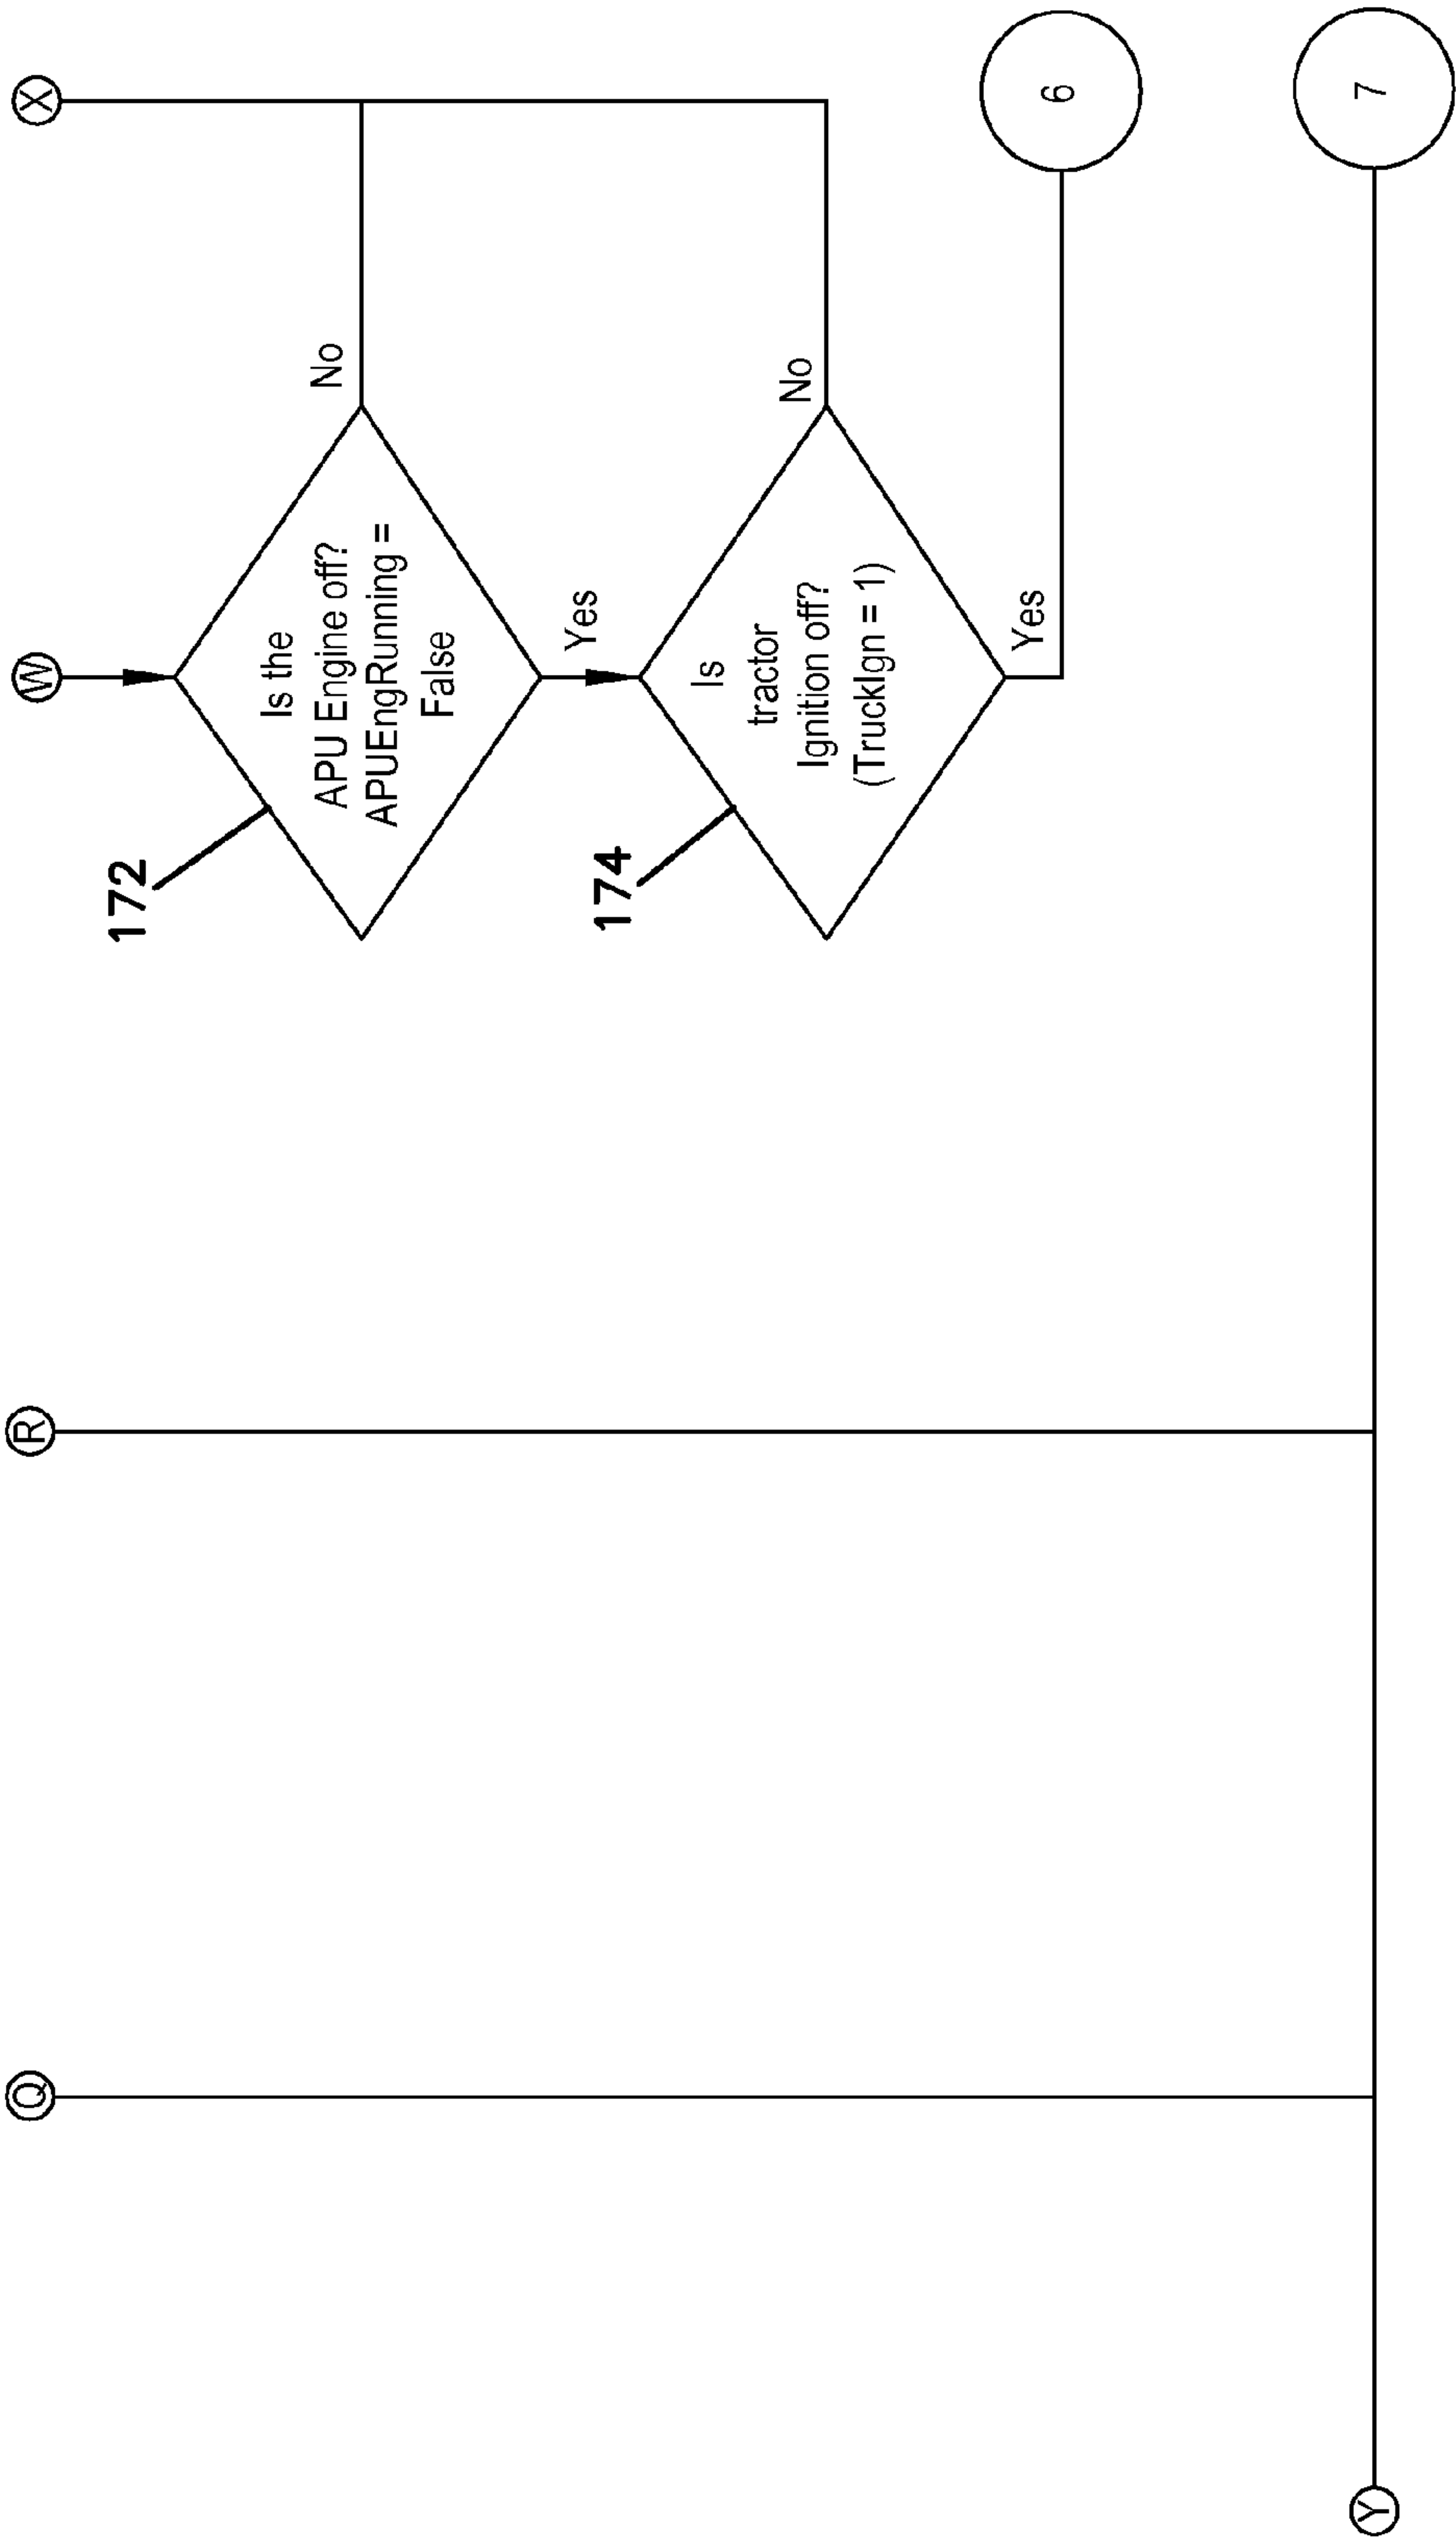 Q
R
W
X
172
Is the
APU Engine off?
APUEngRunning =
False
No
Yes
174
Is
tractor
Ignition off?
(TruckIgn = 1)
No
Yes
6
Y
7